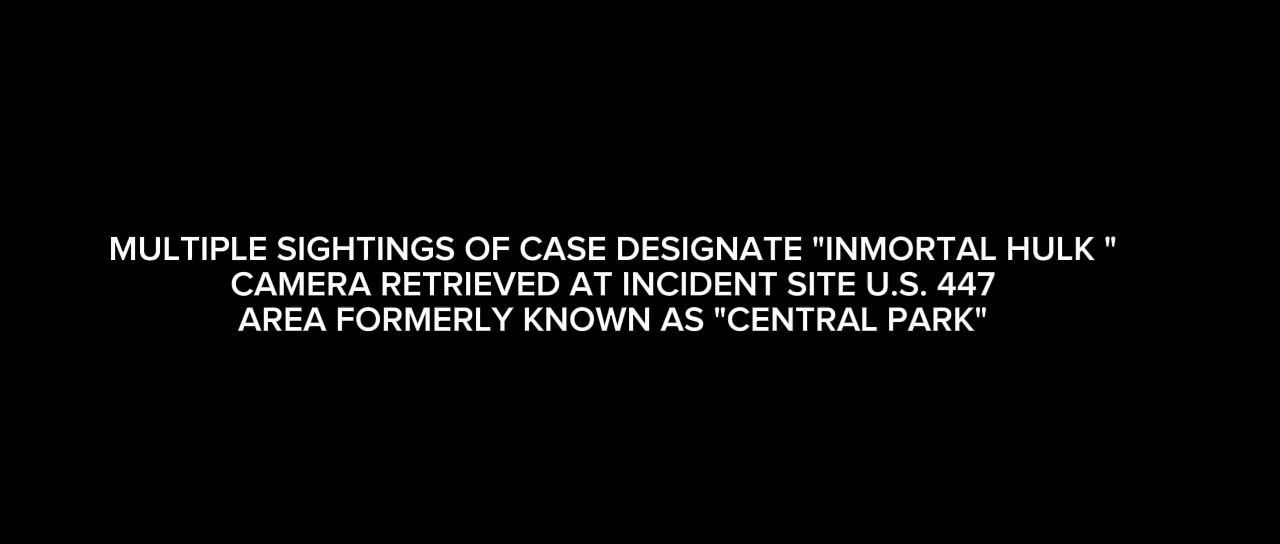 MULTIPLE SIGHTINGS OF CASE DESIGNATE "INMORTAL HULK "
CAMERA RETRIEVED AT INCIDENT SITE U.S. 447
AREA FORMERLY KNOWN AS "CENTRAL PARK"